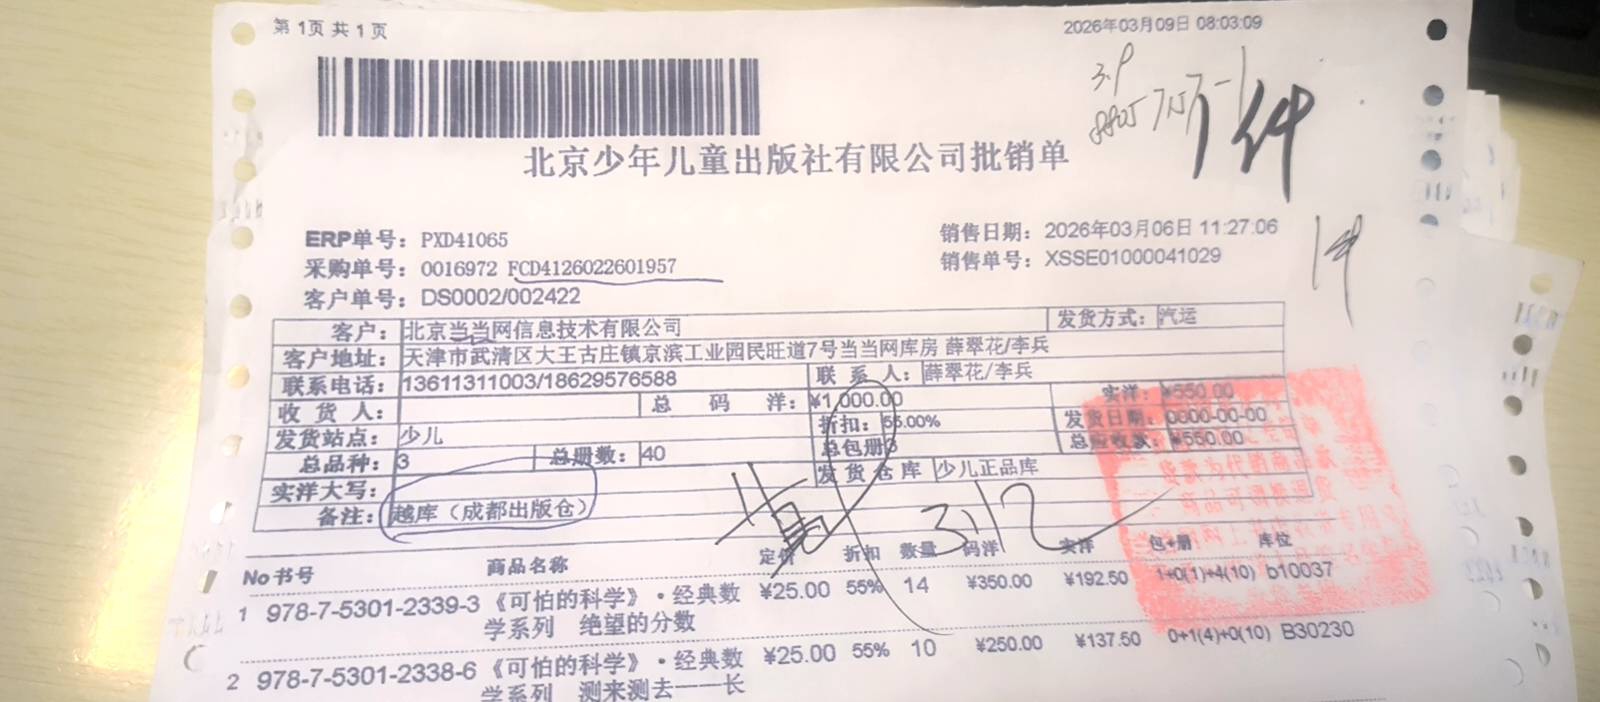 第 1页 共 1 页
2026年03月09日 08:03:09
3.9
1件
北京少年儿童出版社有限公司批销单
ERP单号： PXD41065
销售日期： 2026年03月06日 11:27:06
采购单号： 0016972 FCD4126022601957
销售单号： XSSE01000041029
客户单号： DS0002/002422
客户： 北京当当网信息技术有限公司 发货方式： 汽运
客户地址： 天津市武清区大王古庄镇京滨工业园民旺道7号当当网库房 薛翠花/李兵
联系电话： 13611311003/18629576588 联 系 人： 薛翠花/李兵
收 货 人： 总 码 洋： ¥1,000.00 实洋： ¥550.00
发货站点： 少儿 折扣： 55.00% 发货日期： 0000-00-00
总品种： 3 总册数： 40 总包册 3 总应收款： ¥550.00
实洋大写： 发 货 仓 库 少儿正品库
备注： 越库（成都出版仓）
3.12
No 书号 商品名称 定价 折扣 数量 码洋 实洋 包+册 库位
1 978-7-5301-2339-3 《可怕的科学》·经典数 ¥25.00 55% 14 ¥350.00 ¥192.50 1+0(1)+4(10) b10037
学系列 绝望的分数
2 978-7-5301-2338-6 《可怕的科学》·经典数 ¥25.00 55% 10 ¥250.00 ¥137.50 0+1(4)+0(10) B30230
学系列 测来测去——长